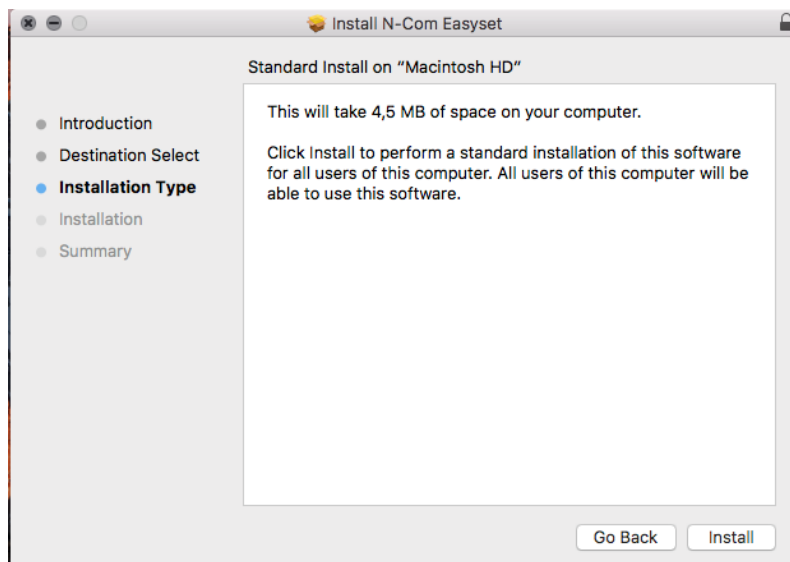 Install N-Com Easyset
Standard Install on “Macintosh HD”
Introduction
Destination Select
Installation Type
Installation
Summary
This will take 4,5 MB of space on your computer.
Click Install to perform a standard installation of this software
for all users of this computer. All users of this computer will be
able to use this software.
Go Back
Install